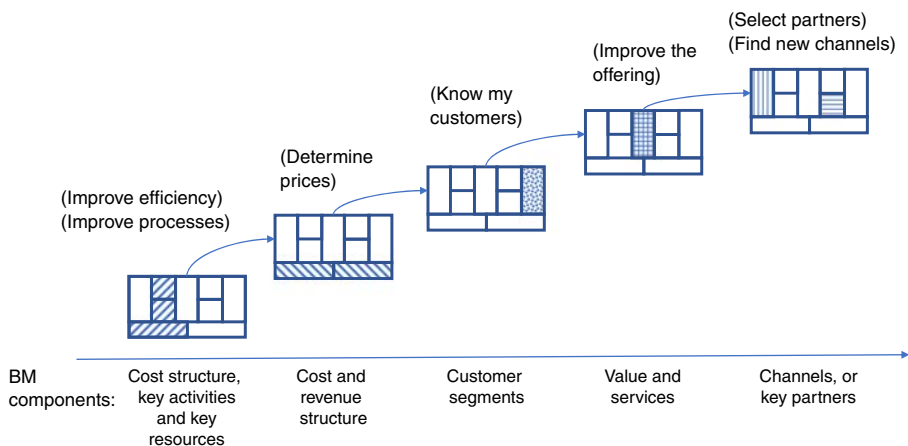 (Select partners)
(Find new channels)
(Improve the
offering)
(Know my
customers)
(Determine
prices)
(Improve efficiency)
(Improve processes)
BM
components:
Cost structure,
key activities
and key
resources
Cost and
revenue
structure
Customer
segments
Value and
services
Channels, or
key partners